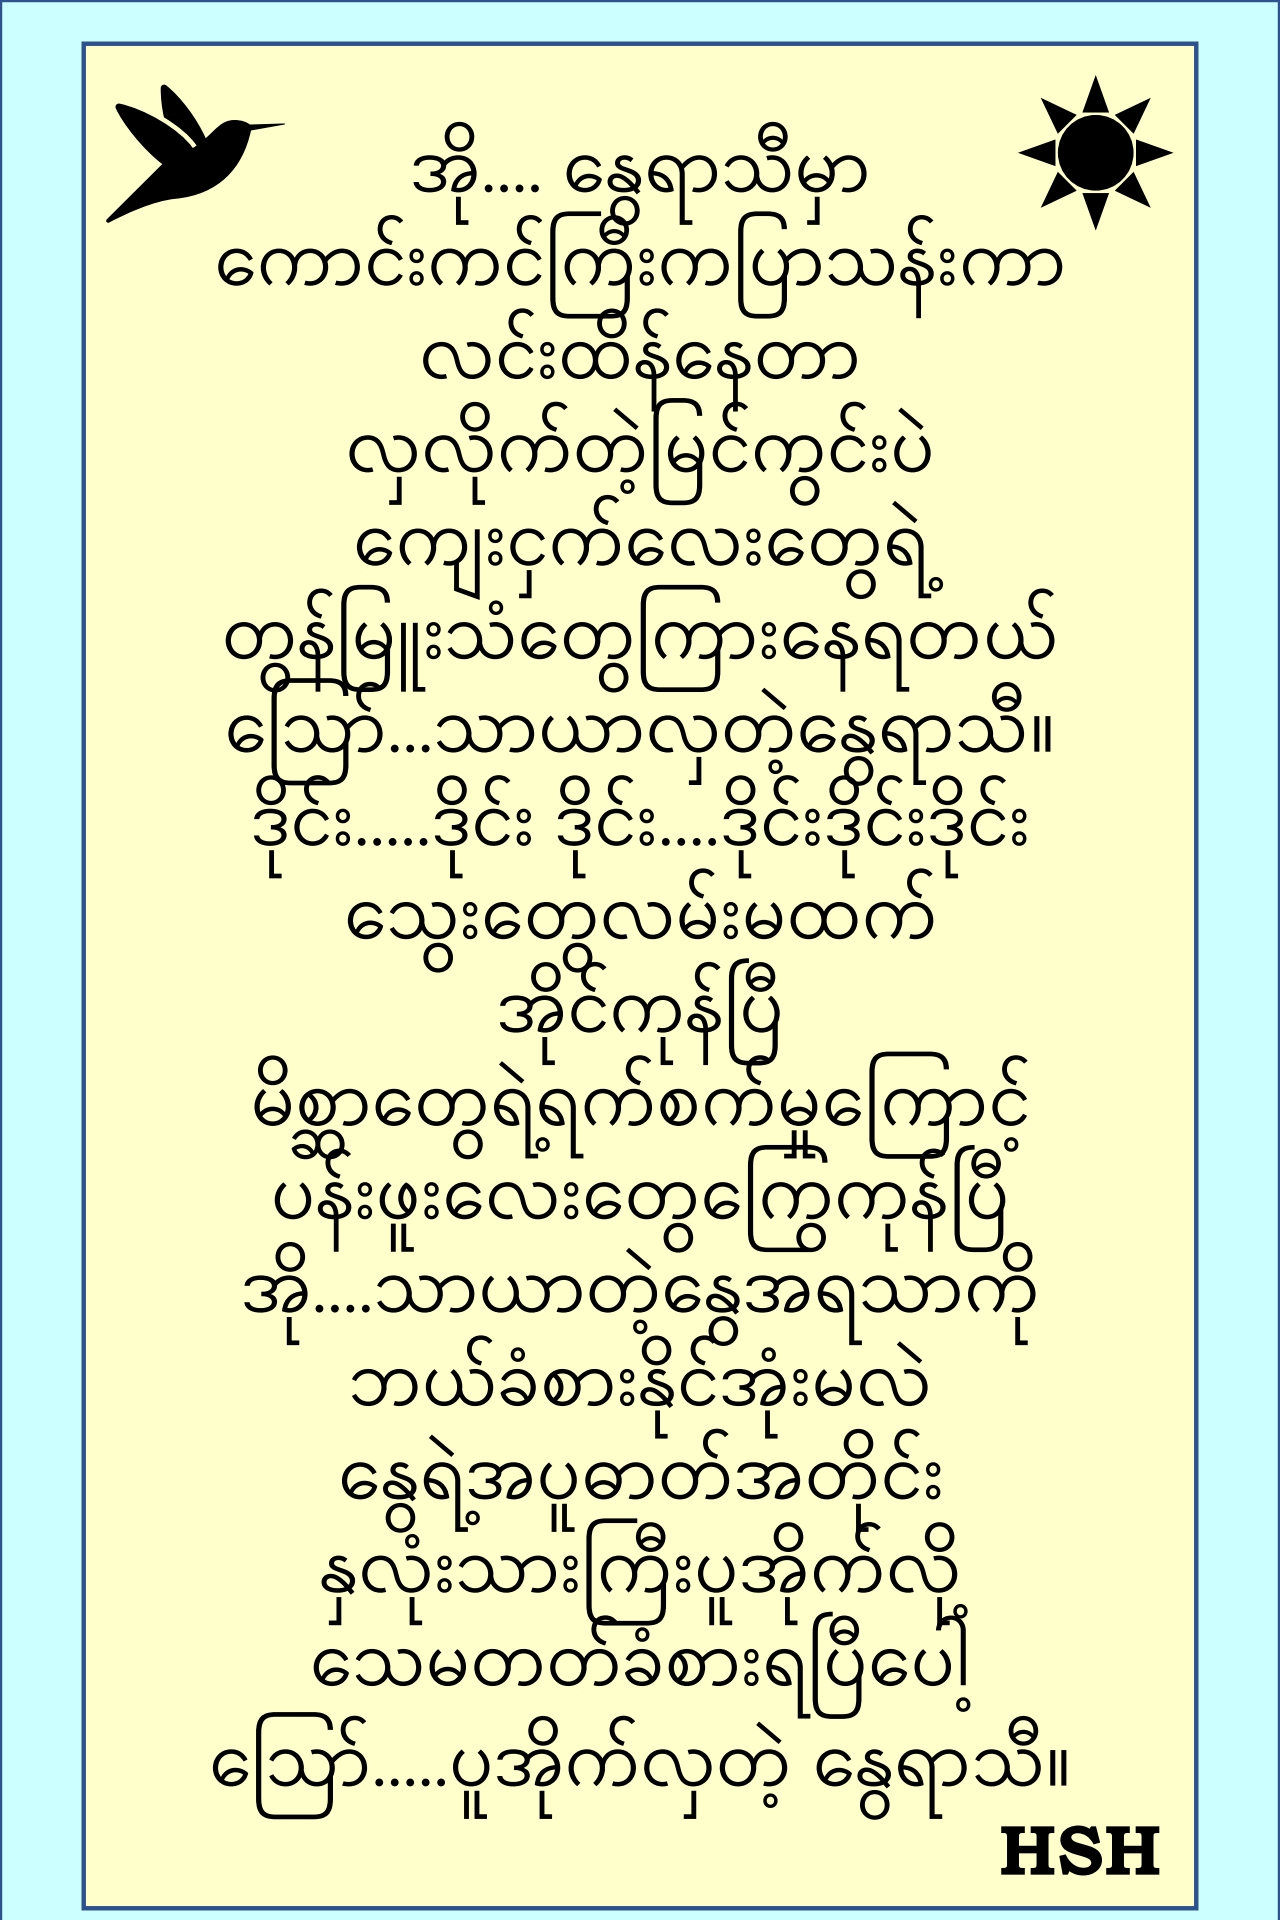 အို.... နွေရာသီမှာ
ကောင်းကင်ကြီးကပြာသန်းကာ
လင်းထိန်နေတာ
လှလိုက်တဲ့မြင်ကွင်းပဲ
ကျေးငှက်လေးတွေရဲ့
တွန်မြူးသံတွေကြားနေရတယ်
ဩော်...သာယာလှတဲ့နွေရာသီ။
ဒိုင်း.....ဒိုင်း ဒိုင်း....ဒိုင်းဒိုင်းဒိုင်း
သွေးတွေလမ်းမထက်
အိုင်ကုန်ပြီ
မိစ္ဆာတွေရဲ့ရက်စက်မှုကြောင့်
ပန်းဖူးလေးတွေကြွေကုန်ပြီ
အို....သာယာတဲ့နွေအရသာကို
ဘယ်ခံစားနိုင်အုံးမလဲ
နွေရဲ့အပူဓာတ်အတိုင်း
နှလုံးသားကြီးပူအိုက်လို့
သေမတတ်ခံစားရပြီပေါ့
ဩော်.....ပူအိုက်လှတဲ့ နွေရာသီ။
HSH